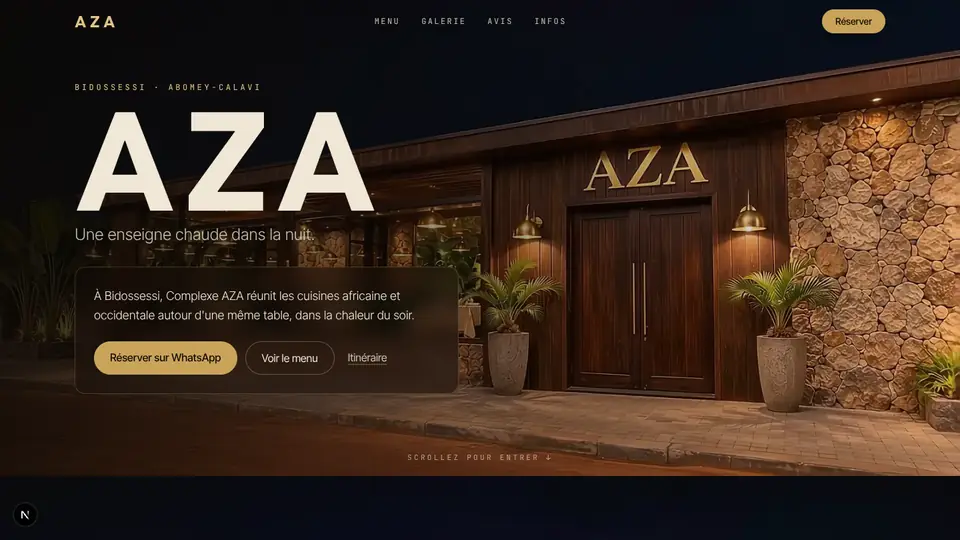 AZA
MENU GALERIE AVIS INFOS
Réserver
BIDOSSESSI · ABOMEY-CALAVI
AZA
Une enseigne chaude dans la nuit.
AZA
À Bidossessi, Complexe AZA réunit les cuisines africaine et
occidentale autour d'une même table, dans la chaleur du soir.
Réserver sur WhatsApp
Voir le menu
Itinéraire
SCROLLEZ POUR ENTRER ↓
N